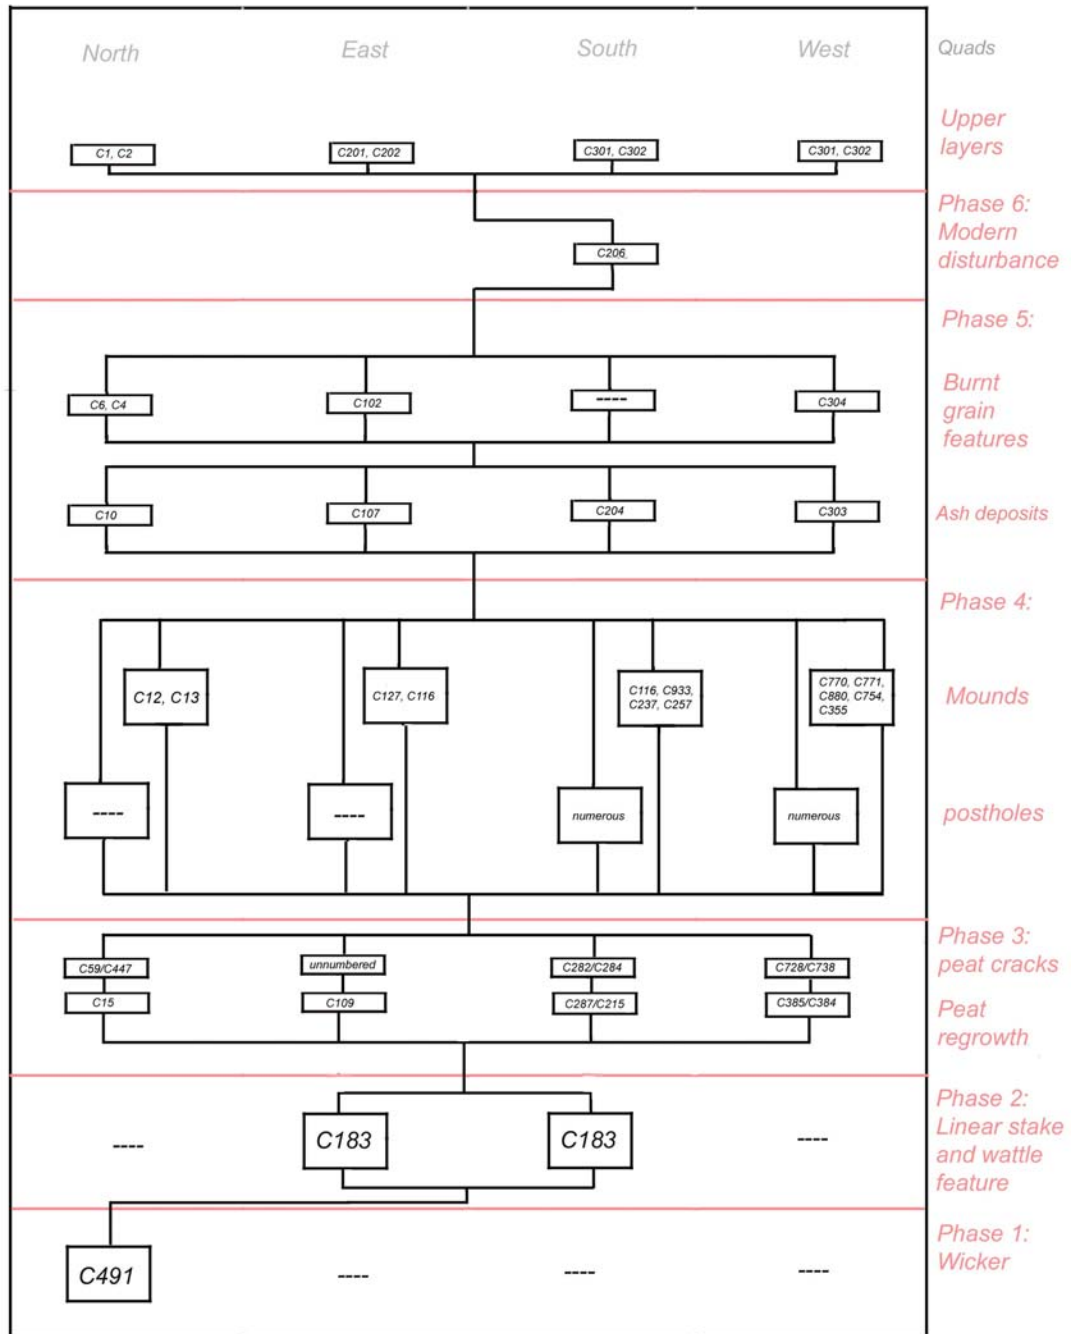 North East South West Quads
Upper
layers
C1, C2 C201, C202 C301, C302 C301, C302
Phase 6:
Modern
disturbance
C206
Phase 5:
Burnt
grain
features
C6, C4 C102 ---- C304
C10 C107 C204 C303 Ash deposits
Phase 4:
C12, C13 C127, C116
C116, C933,
C237, C257
C770, C771,
C880, C754,
C355
Mounds
---- ---- numerous numerous postholes
Phase 3:
peat cracks
C59/C447 unnumbered C282/C284 C728/C738
C15 C109 C287/C215 C385/C384
Peat
regrowth
Phase 2:
Linear stake
and wattle
feature
---- C183 C183 ----
Phase 1:
Wicker
C491 ---- ---- ----